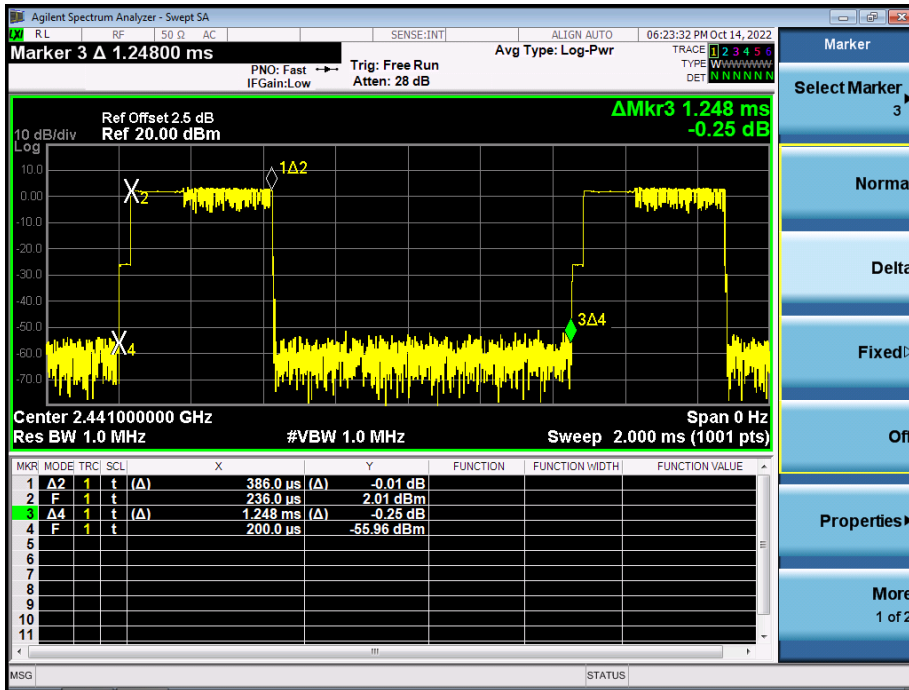 Agilent Spectrum Analyzer - Swept SA
LXI RL RF 50 Ω AC SENSE:INT ALIGN AUTO 06:23:32 PM Oct 14, 2022
Marker 3 Δ 1.24800 ms
PNO: Fast
IFGain:Low
Trig: Free Run
Atten: 28 dB
Avg Type: Log-Pwr
TRACE 1 2 3 4 5 6
TYPE WWWWWW
DET N N N N N N
Ref Offset 2.5 dB
10 dB/div Ref 20.00 dBm
Log
ΔMkr3 1.248 ms
-0.25 dB
10.0
0.00
-10.0
-20.0
-30.0
-40.0
-50.0
-60.0
-70.0
1Δ2
2
3Δ4
4
Center 2.441000000 GHz Span 0 Hz
Res BW 1.0 MHz #VBW 1.0 MHz Sweep 2.000 ms (1001 pts)
MKR MODE TRC SCL X Y FUNCTION FUNCTION WIDTH FUNCTION VALUE
1 Δ2 1 t (Δ) 386.0 µs (Δ) -0.01 dB
2 F 1 t 236.0 µs 2.01 dBm
3 Δ4 1 t (Δ) 1.248 ms (Δ) -0.25 dB
4 F 1 t 200.0 µs -55.96 dBm
5
6
7
8
9
10
11
MSG STATUS
Marker
Select Marker
3
Norma
Delta
Fixed
Off
Properties
More
1 of 2